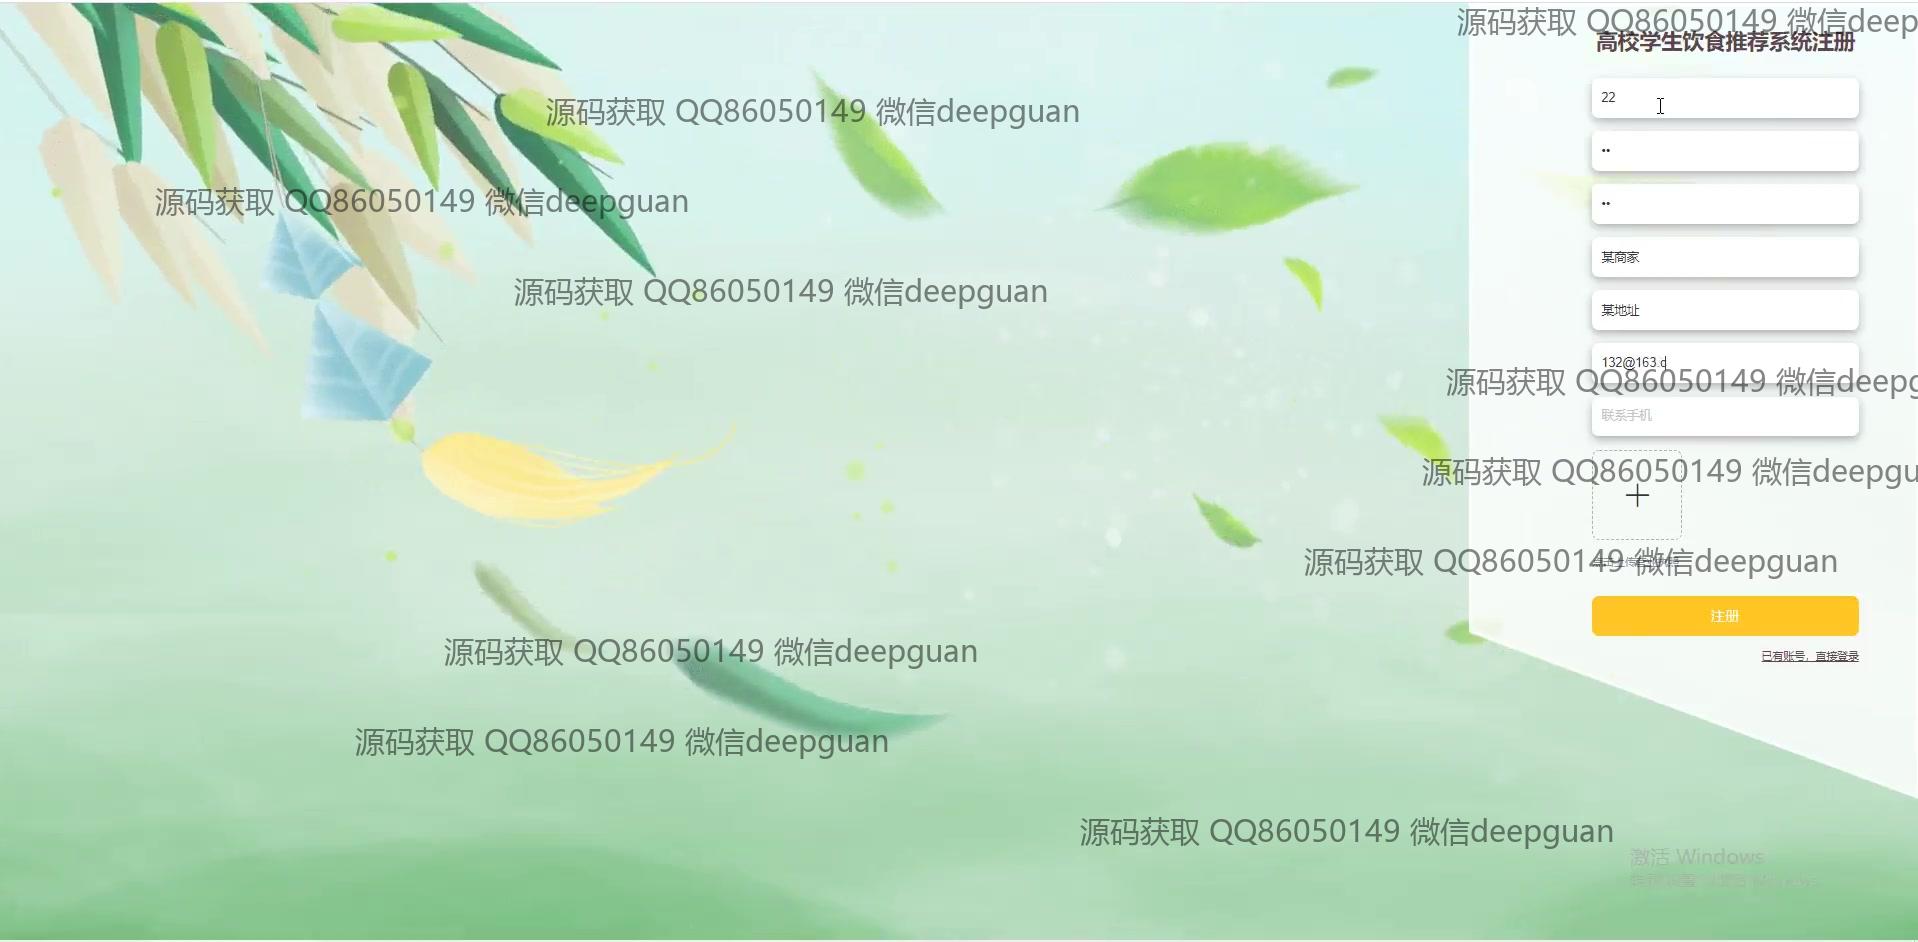 源码获取 QQ86050149 微信deep
高校学生饮食推荐系统注册
22
源码获取 QQ86050149 微信deepguan
••
源码获取 QQ86050149 微信deepguan
••
某商家
源码获取 QQ86050149 微信deepguan
某地址
132@163.c
源码获取 QQ86050149 微信deepg
联系手机
源码获取 QQ86050149 微信deepgu
源码获取 QQ86050149 微信deepguan
注册
源码获取 QQ86050149 微信deepguan
已有账号，直接登录
源码获取 QQ86050149 微信deepguan
源码获取 QQ86050149 微信deepguan
激活 Windows